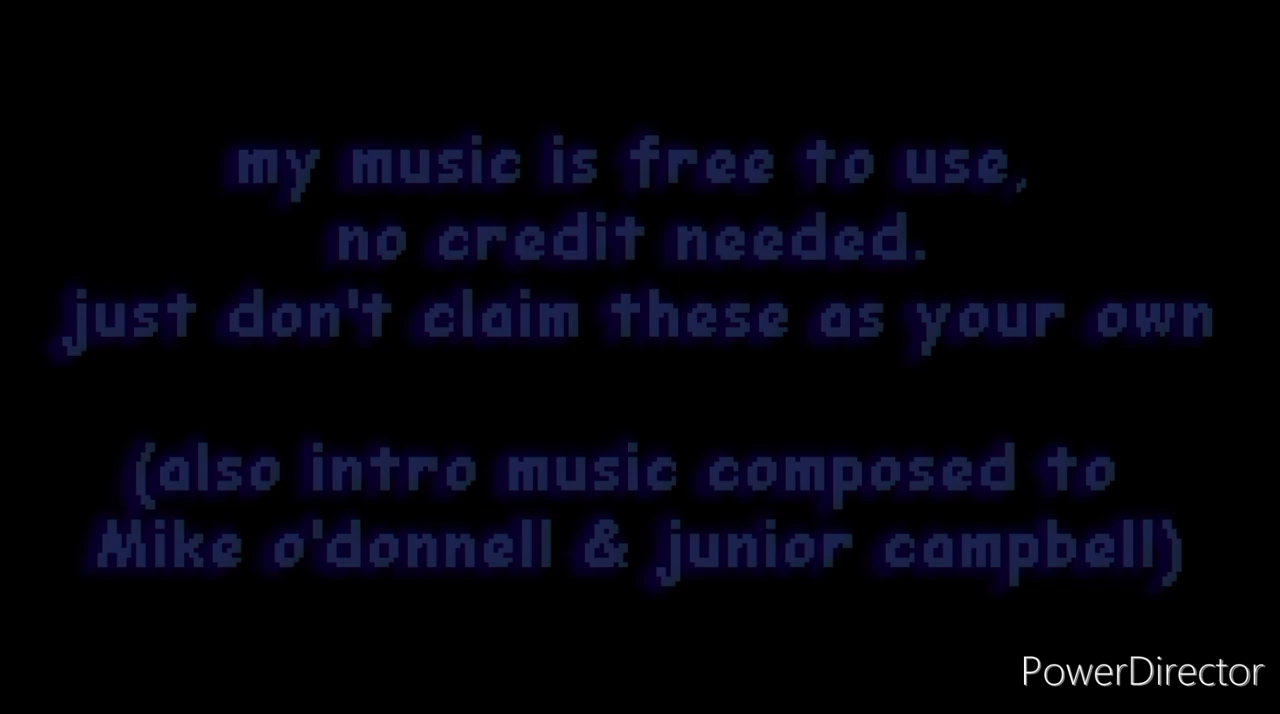 my music is free to use,
no credit needed.
just don't claim these as your own
(also intro music composed to
Mike o'donnell & junior campbell)
PowerDirector